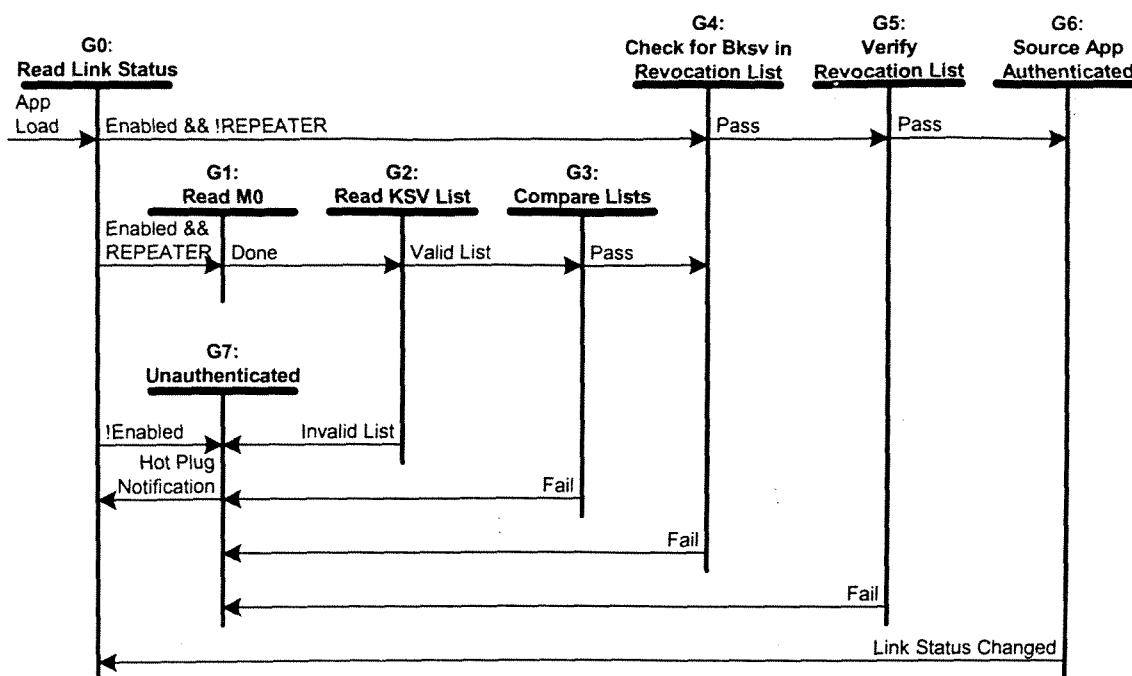 G0:
Read Link Status
G4:
Check for Bksv in
Revocation List
G5:
Verify
Revocation List
G6:
Source App
Authenticated
App
Load
Enabled && !REPEATER
Pass
Pass
G1:
Read M0
G2:
Read KSV List
G3:
Compare Lists
Enabled &&
REPEATER
Done
Valid List
Pass
G7:
Unauthenticated
!Enabled
Invalid List
Hot Plug
Notification
Fail
Fail
Fail
Link Status Changed